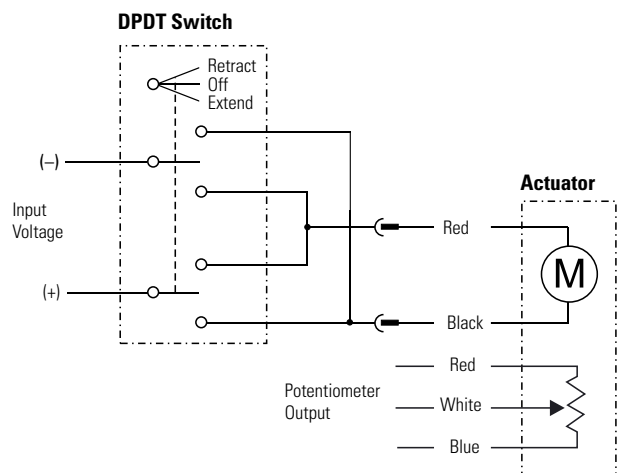 DPDT Switch
Retract
Off
Extend
(–)
Input
Voltage
(+)
Actuator
Red
M
Black
Potentiometer
Output
Red
White
Blue